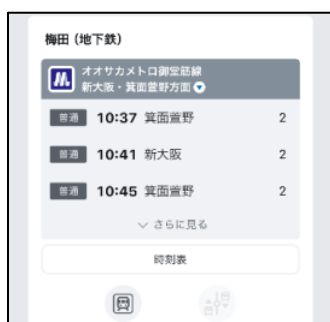 梅田 (地下鉄)
オオサカメトロ御堂筋線
新大阪・箕面萱野方面
普通 10:37 箕面萱野 2
普通 10:41 新大阪 2
普通 10:45 箕面萱野 2
さらに見る
時刻表